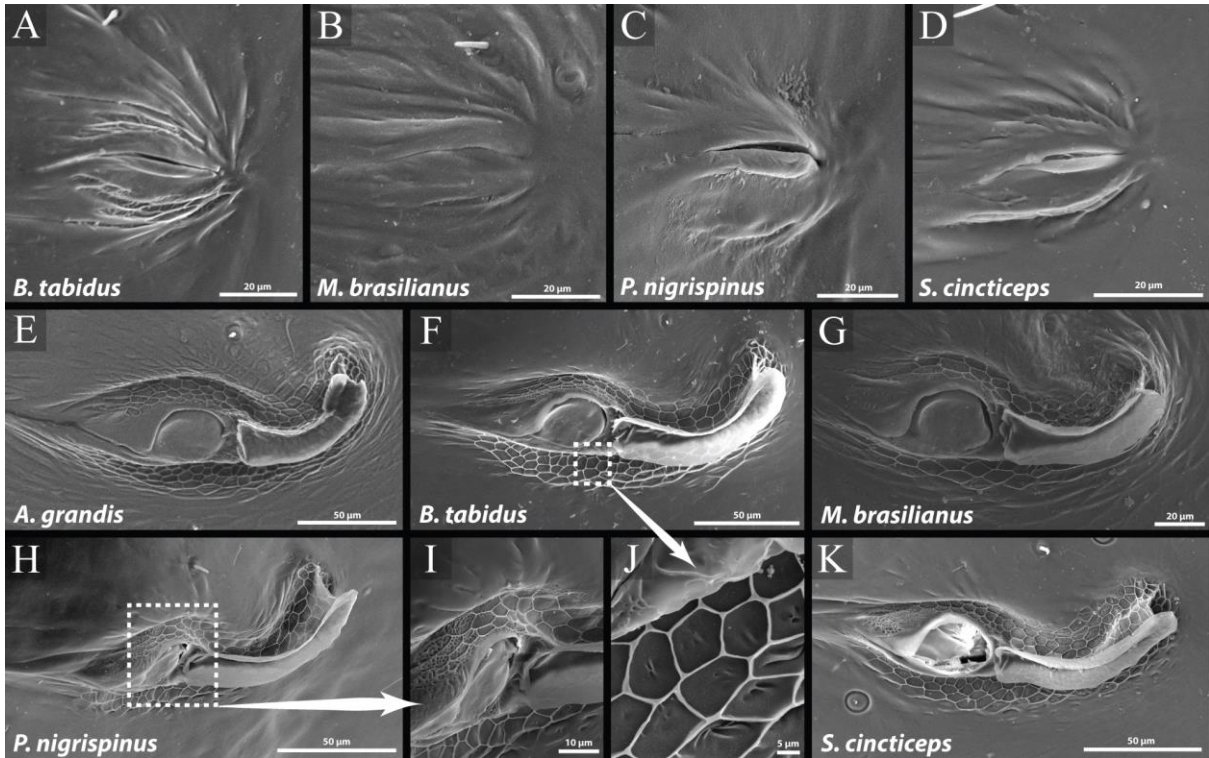 A
B
C
D
B. tabidus
20 µm
M. brasilianus
20 µm
P. nigrispinus
20 µm
S. cincticeps
20 µm
E
F
G
A. grandis
50 µm
B. tabidus
50 µm
M. brasilianus
20 µm
H
I
J
K
P. nigrispinus
50 µm
10 µm
5 µm
S. cincticeps
50 µm